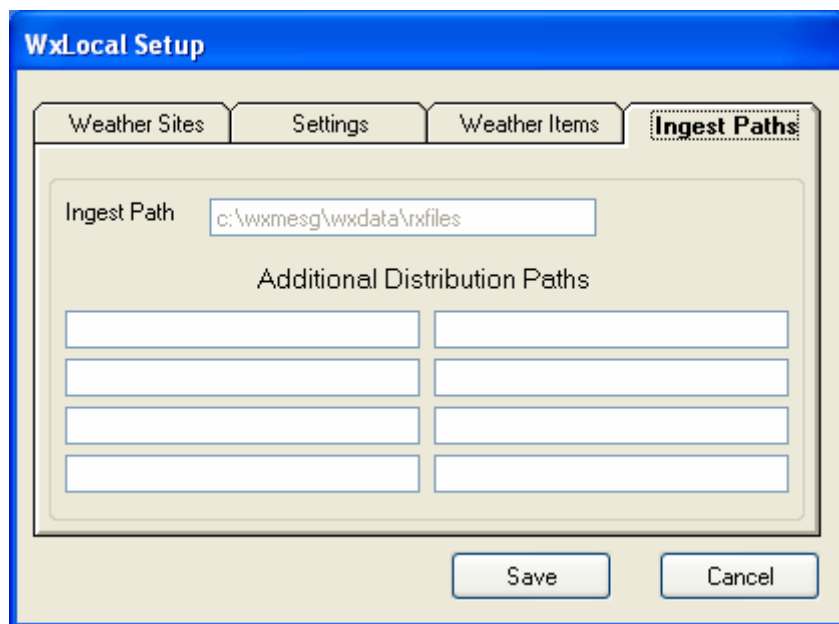 WxLocal Setup
Weather Sites Settings Weather Items Ingest Paths
Ingest Path c:\wxmesg\wxdata\rxfiles
Additional Distribution Paths
Save Cancel